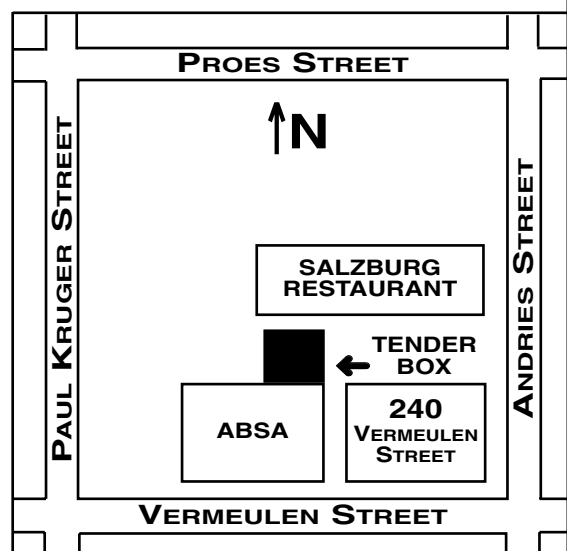 PROES STREET
N
PAUL KRUGER STREET
ANDRIES STREET
SALZBURG
RESTAURANT
TENDER
BOX
ABSA
240
VERMEULEN
STREET
VERMEULEN STREET